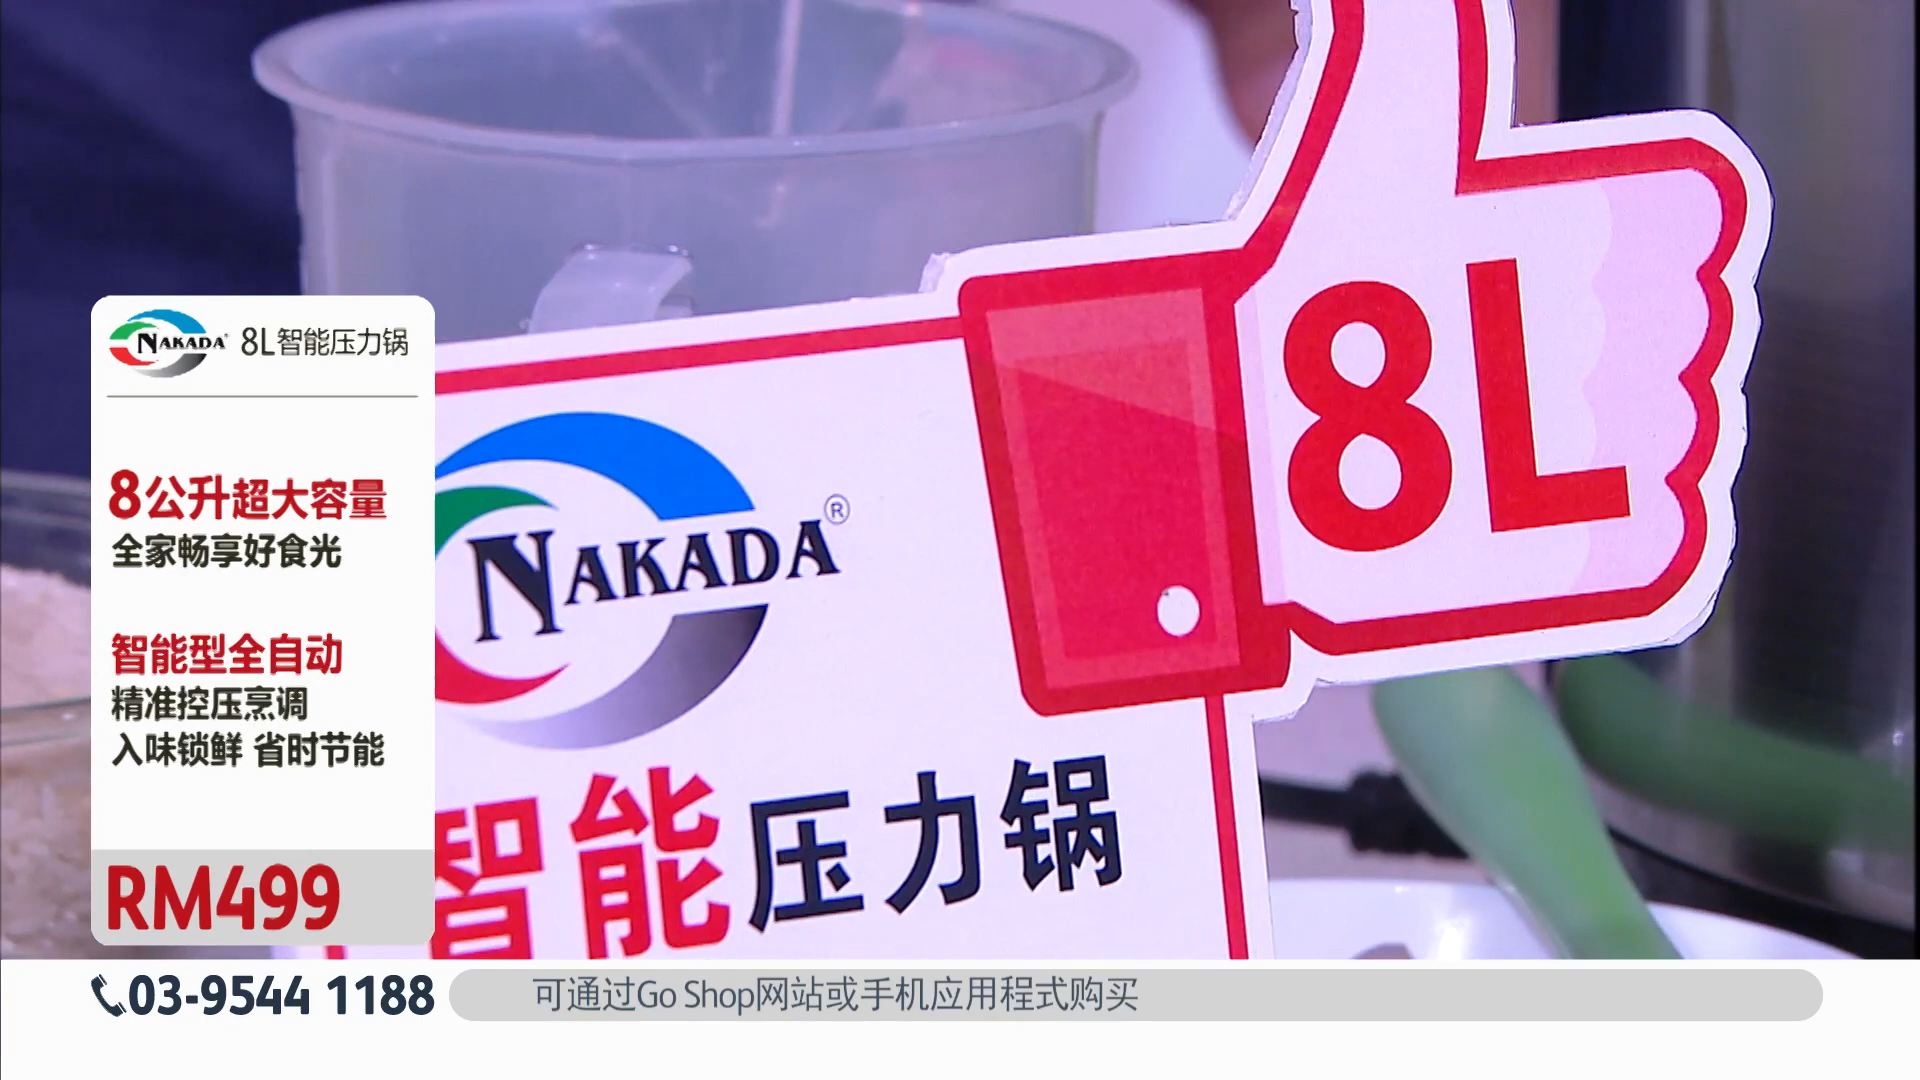 NAKADA 8L智能压力锅
8公升超大容量
全家畅享好食光
智能型全自动
精准控压烹调
入味锁鲜 省时节能
RM499
8L
NAKADA®
智能压力锅
03-9544 1188
可通过Go Shop网站或手机应用程式购买